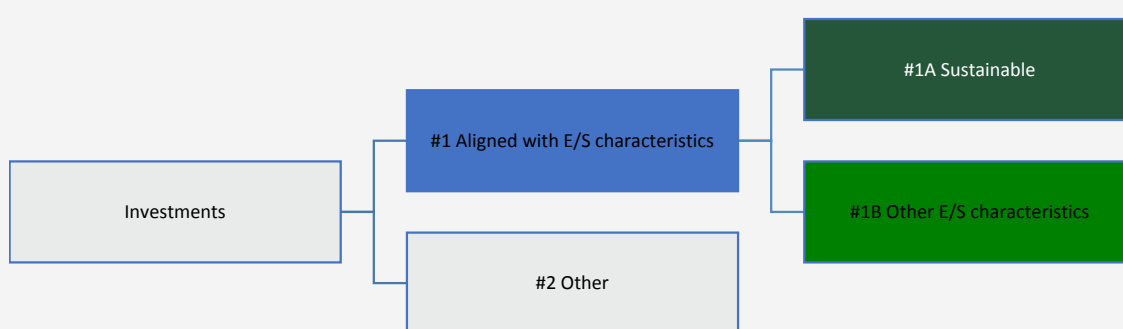 #1A Sustainable
#1 Aligned with E/S characteristics
Investments
#1B Other E/S characteristics
#2 Other